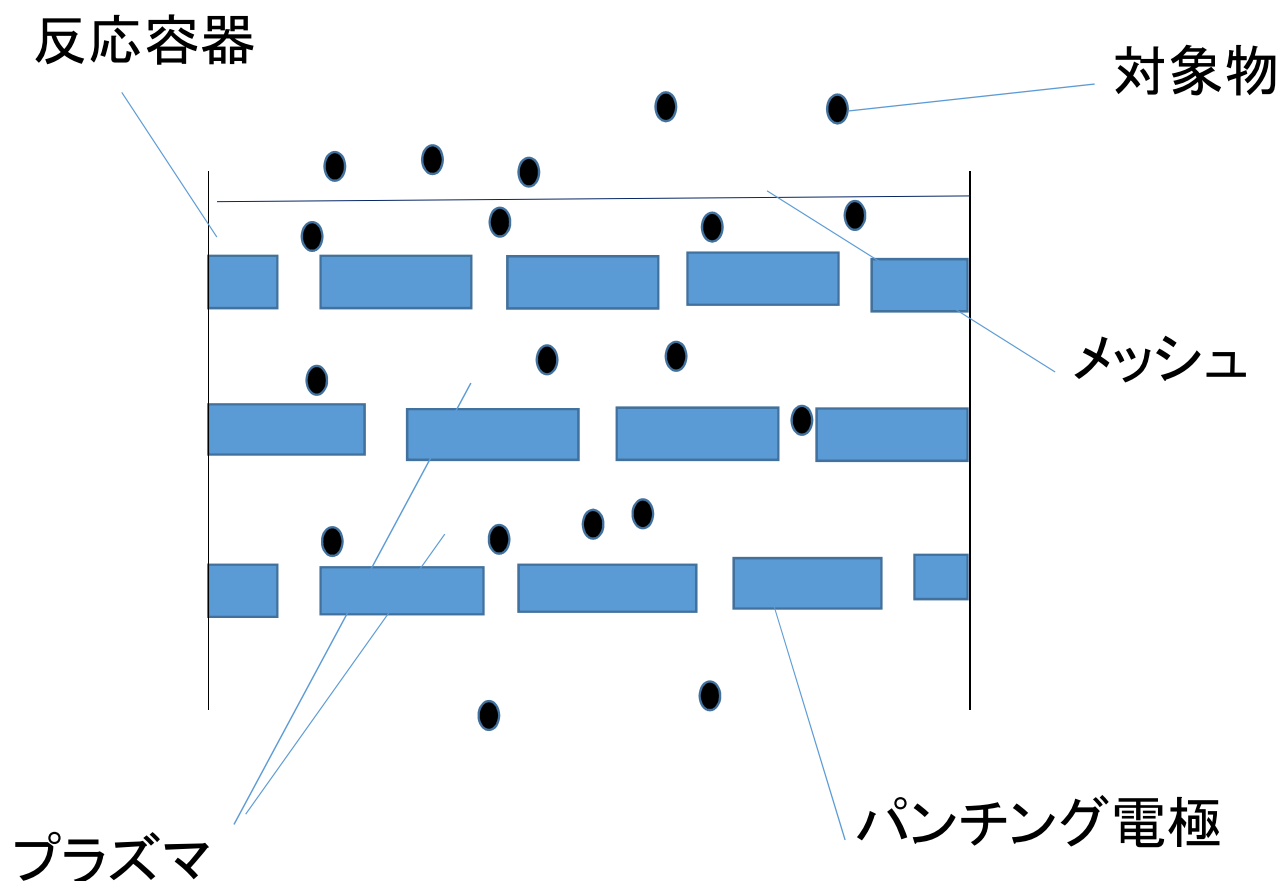 反応容器
対象物
メッシュ
パンチング電極
プラズマ